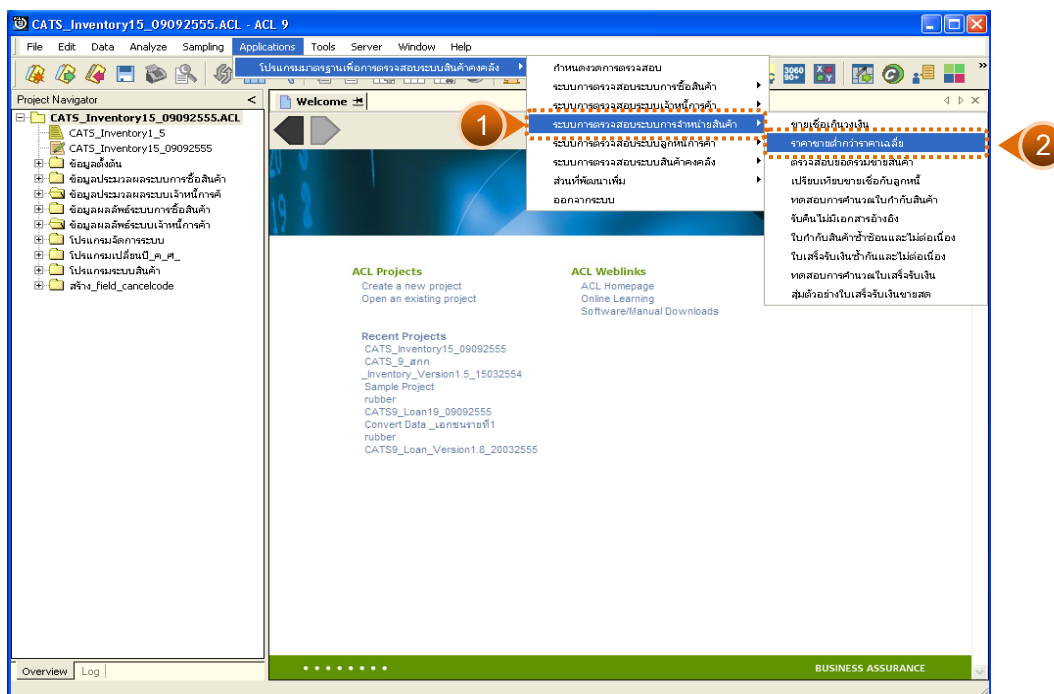 CATS_Inventory15_09092555.ACL - ACL 9
File Edit Data Analyze Sampling Applications Tools Server Window Help
โปรแกรมมาตรฐานเพื่อการตรวจสอบระบบสินค้าคงคลัง
กำหนดงวดการตรวจสอบ
ระบบการตรวจสอบระบบการซื้อสินค้า
ระบบการตรวจสอบระบบเจ้าหนี้การค้า
ระบบการตรวจสอบระบบการจำหน่ายสินค้า
ระบบการตรวจสอบระบบลูกหนี้การค้า
ระบบการตรวจสอบระบบสินค้าคงคลัง
ส่วนที่พัฒนาเพิ่ม
ออกจากระบบ
1
ขายเชื่อเกินวงเงิน
ราคาขายต่ำกว่าราคาเฉลี่ย
ตรวจสอบยอดรวมขายสินค้า
เปรียบเทียบขายเชื่อกับลูกหนี้
ทดสอบการคำนวณใบกำกับสินค้า
รับคืนไม่มีเอกสารอ้างอิง
ใบกำกับสินค้าซ้ำซ้อนและไม่ต่อเนื่อง
ใบเสร็จรับเงินซ้ำกันและไม่ต่อเนื่อง
ทดสอบการคำนวณใบเสร็จรับเงิน
สุ่มตัวอย่างใบเสร็จรับเงินขายสด
2
Project Navigator <
CATS_Inventory15_09092555.ACL
CATS_Inventory1_5
CATS_Inventory15_09092555
ข้อมูลตั้งต้น
ข้อมูลประมวลผลระบบการซื้อสินค้า
ข้อมูลประมวลผลระบบเจ้าหนี้การค้
ข้อมูลผลลัพธ์ระบบการซื้อสินค้า
ข้อมูลผลลัพธ์ระบบเจ้าหนี้การค้า
โปรแกรมจัดการระบบ
โปรแกรมเปลี่ยนปี_ค_ศ_
โปรแกรมระบบสินค้า
สร้าง_field_cancelcode
Welcome
ACL Projects
Create a new project
Open an existing project
Recent Projects
CATS_Inventory15_09092555
CATS_9_สกก
_Inventory_Version1.5_15032554
Sample Project
rubber
CATS9_Loan19_09092555
Convert Data _เอกชนรายที่1
rubber
CATS9_Loan_Version1.8_20032555
ACL Weblinks
ACL Homepage
Online Learning
Software/Manual Downloads
Overview Log
BUSINESS ASSURANCE